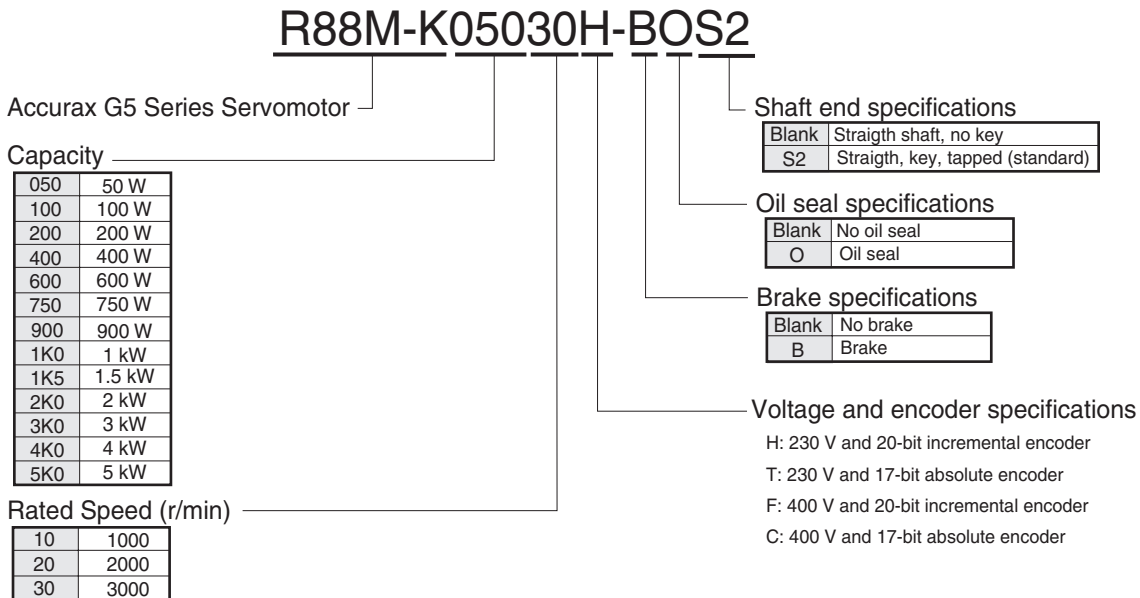 R88M-K05030H-BOS2
Accurax G5 Series Servomotor
Capacity
050 50 W
100 100 W
200 200 W
400 400 W
600 600 W
750 750 W
900 900 W
1K0 1 kW
1K5 1.5 kW
2K0 2 kW
3K0 3 kW
4K0 4 kW
5K0 5 kW
Rated Speed (r/min)
10 1000
20 2000
30 3000
Shaft end specifications
Blank Straigth shaft, no key
S2 Straigth, key, tapped (standard)
Oil seal specifications
Blank No oil seal
O Oil seal
Brake specifications
Blank No brake
B Brake
Voltage and encoder specifications
H: 230 V and 20-bit incremental encoder
T: 230 V and 17-bit absolute encoder
F: 400 V and 20-bit incremental encoder
C: 400 V and 17-bit absolute encoder